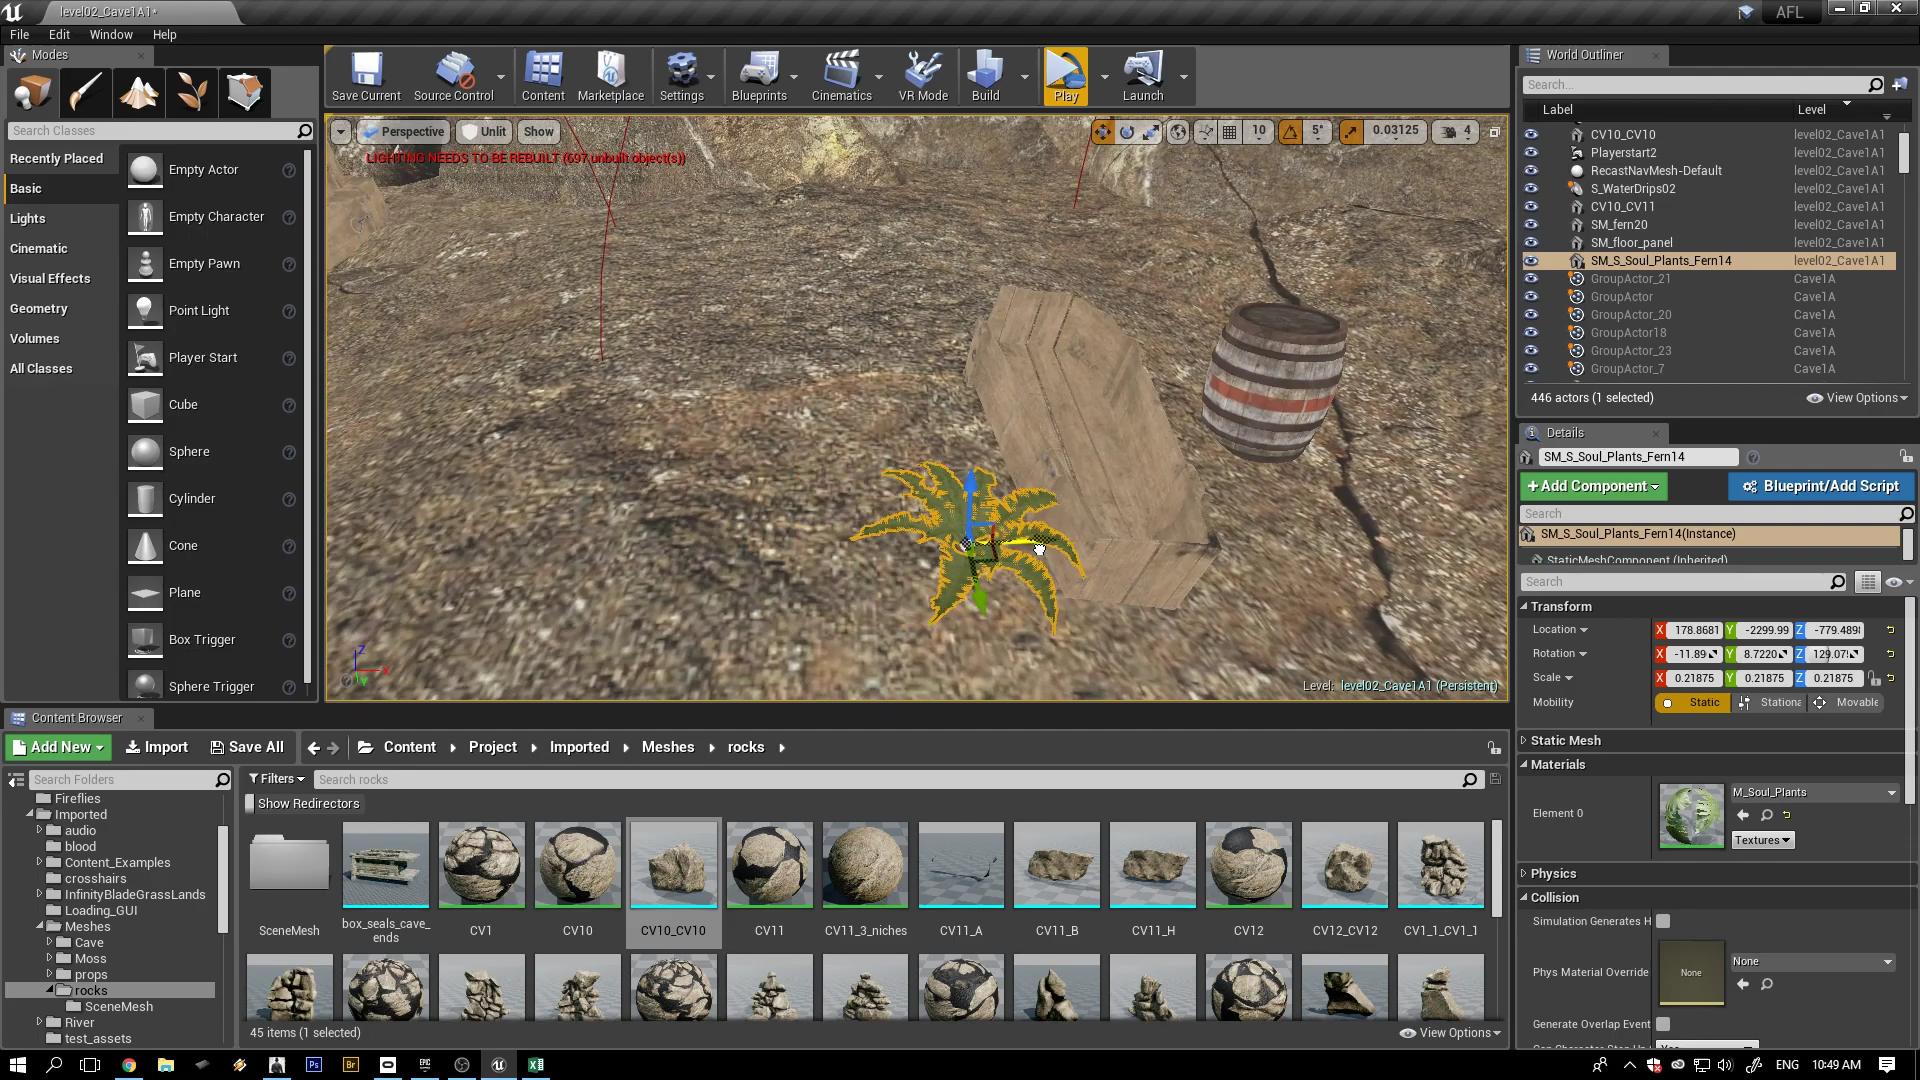 level02_Cave1A1*
AFL
File Edit Window Help
Modes
Search Classes
Recently Placed
Basic
Lights
Cinematic
Visual Effects
Geometry
Volumes
All Classes
Empty Actor
Empty Character
Empty Pawn
Point Light
Player Start
Cube
Sphere
Cylinder
Cone
Plane
Box Trigger
Sphere Trigger
Save Current Source Control Content Marketplace Settings Blueprints Cinematics VR Mode Build Play Launch
Perspective Unlit Show 10 5° 0.03125 4
LIGHTING NEEDS TO BE REBUILT (697 unbuilt object(s))
Z X Y
Level: level02_Cave1A1 (Persistent)
World Outliner
Search...
Label Level
CV10_CV10 level02_Cave1A1
Playerstart2 level02_Cave1A1
RecastNavMesh-Default level02_Cave1A1
S_WaterDrips02 level02_Cave1A1
CV10_CV11 level02_Cave1A1
SM_fern20 level02_Cave1A1
SM_floor_panel level02_Cave1A1
SM_S_Soul_Plants_Fern14 level02_Cave1A1
GroupActor_21 Cave1A
GroupActor Cave1A
GroupActor_20 Cave1A
GroupActor18 Cave1A
GroupActor_23 Cave1A
GroupActor_7 Cave1A
446 actors (1 selected) View Options
Details
SM_S_Soul_Plants_Fern14
+Add Component Blueprint/Add Script
Search
SM_S_Soul_Plants_Fern14(Instance)
StaticMeshComponent (Inherited)
Search
Transform
Location X 178.8681 Y -2299.99 Z -779.489
Rotation X -11.89 Y 8.7220 Z 129.07
Scale X 0.21875 Y 0.21875 Z 0.21875
Mobility Static Stationa Movable
Static Mesh
Materials
Element 0 M_Soul_Plants
Textures
Physics
Collision
Simulation Generates H
Phys Material Override None None
Generate Overlap Event
Content Browser
Add New Import Save All Content Project Imported Meshes rocks
Search Folders
Fireflies
Imported
audio
blood
Content_Examples
crosshairs
InfinityBladeGrassLands
Loading_GUI
Meshes
Cave
Moss
props
rocks
SceneMesh
River
test_assets
Filters Search rocks
Show Redirectors
SceneMesh box_seals_cave_ends CV1 CV10 CV10_CV10 CV11 CV11_3_niches CV11_A CV11_B CV11_H CV12 CV12_CV12 CV1_1_CV1_1
45 items (1 selected) View Options
Ps Br EPIC ENG 10:49 AM